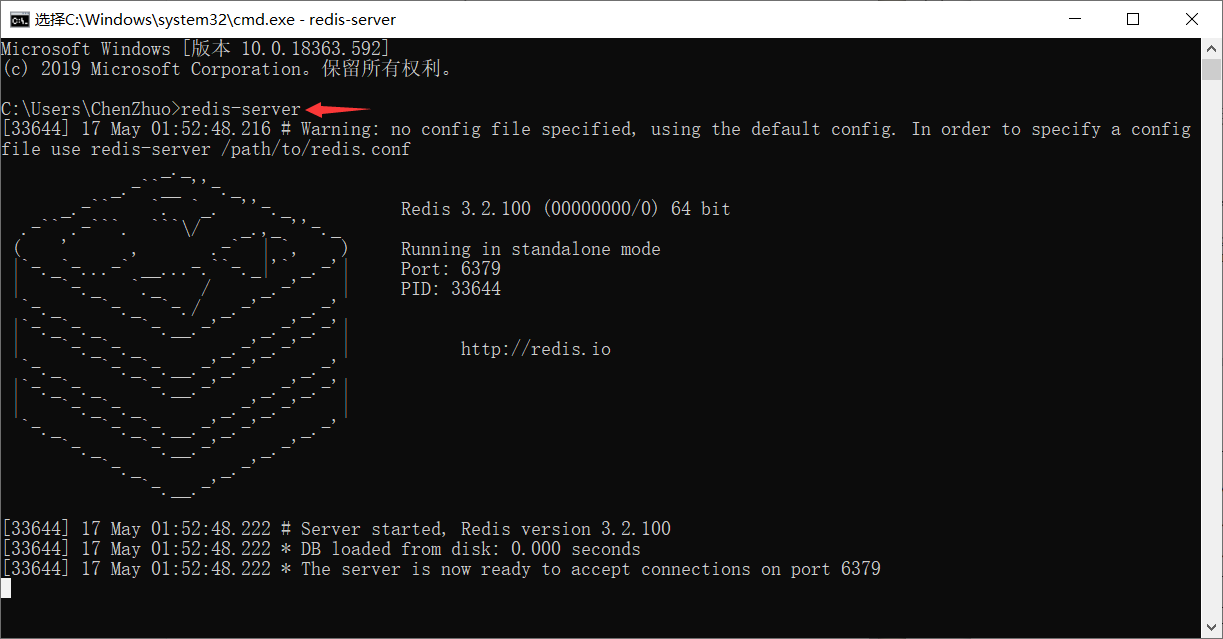 选择C:\Windows\system32\cmd.exe - redis-server
Microsoft Windows [版本 10.0.18363.592]
(c) 2019 Microsoft Corporation。保留所有权利。
C:\Users\ChenZhuo>redis-server
[33644] 17 May 01:52:48.216 # Warning: no config file specified, using the default config. In order to specify a config
file use redis-server /path/to/redis.conf
Redis 3.2.100 (00000000/0) 64 bit
Running in standalone mode
Port: 6379
PID: 33644
http://redis.io
[33644] 17 May 01:52:48.222 # Server started, Redis version 3.2.100
[33644] 17 May 01:52:48.222 * DB loaded from disk: 0.000 seconds
[33644] 17 May 01:52:48.222 * The server is now ready to accept connections on port 6379